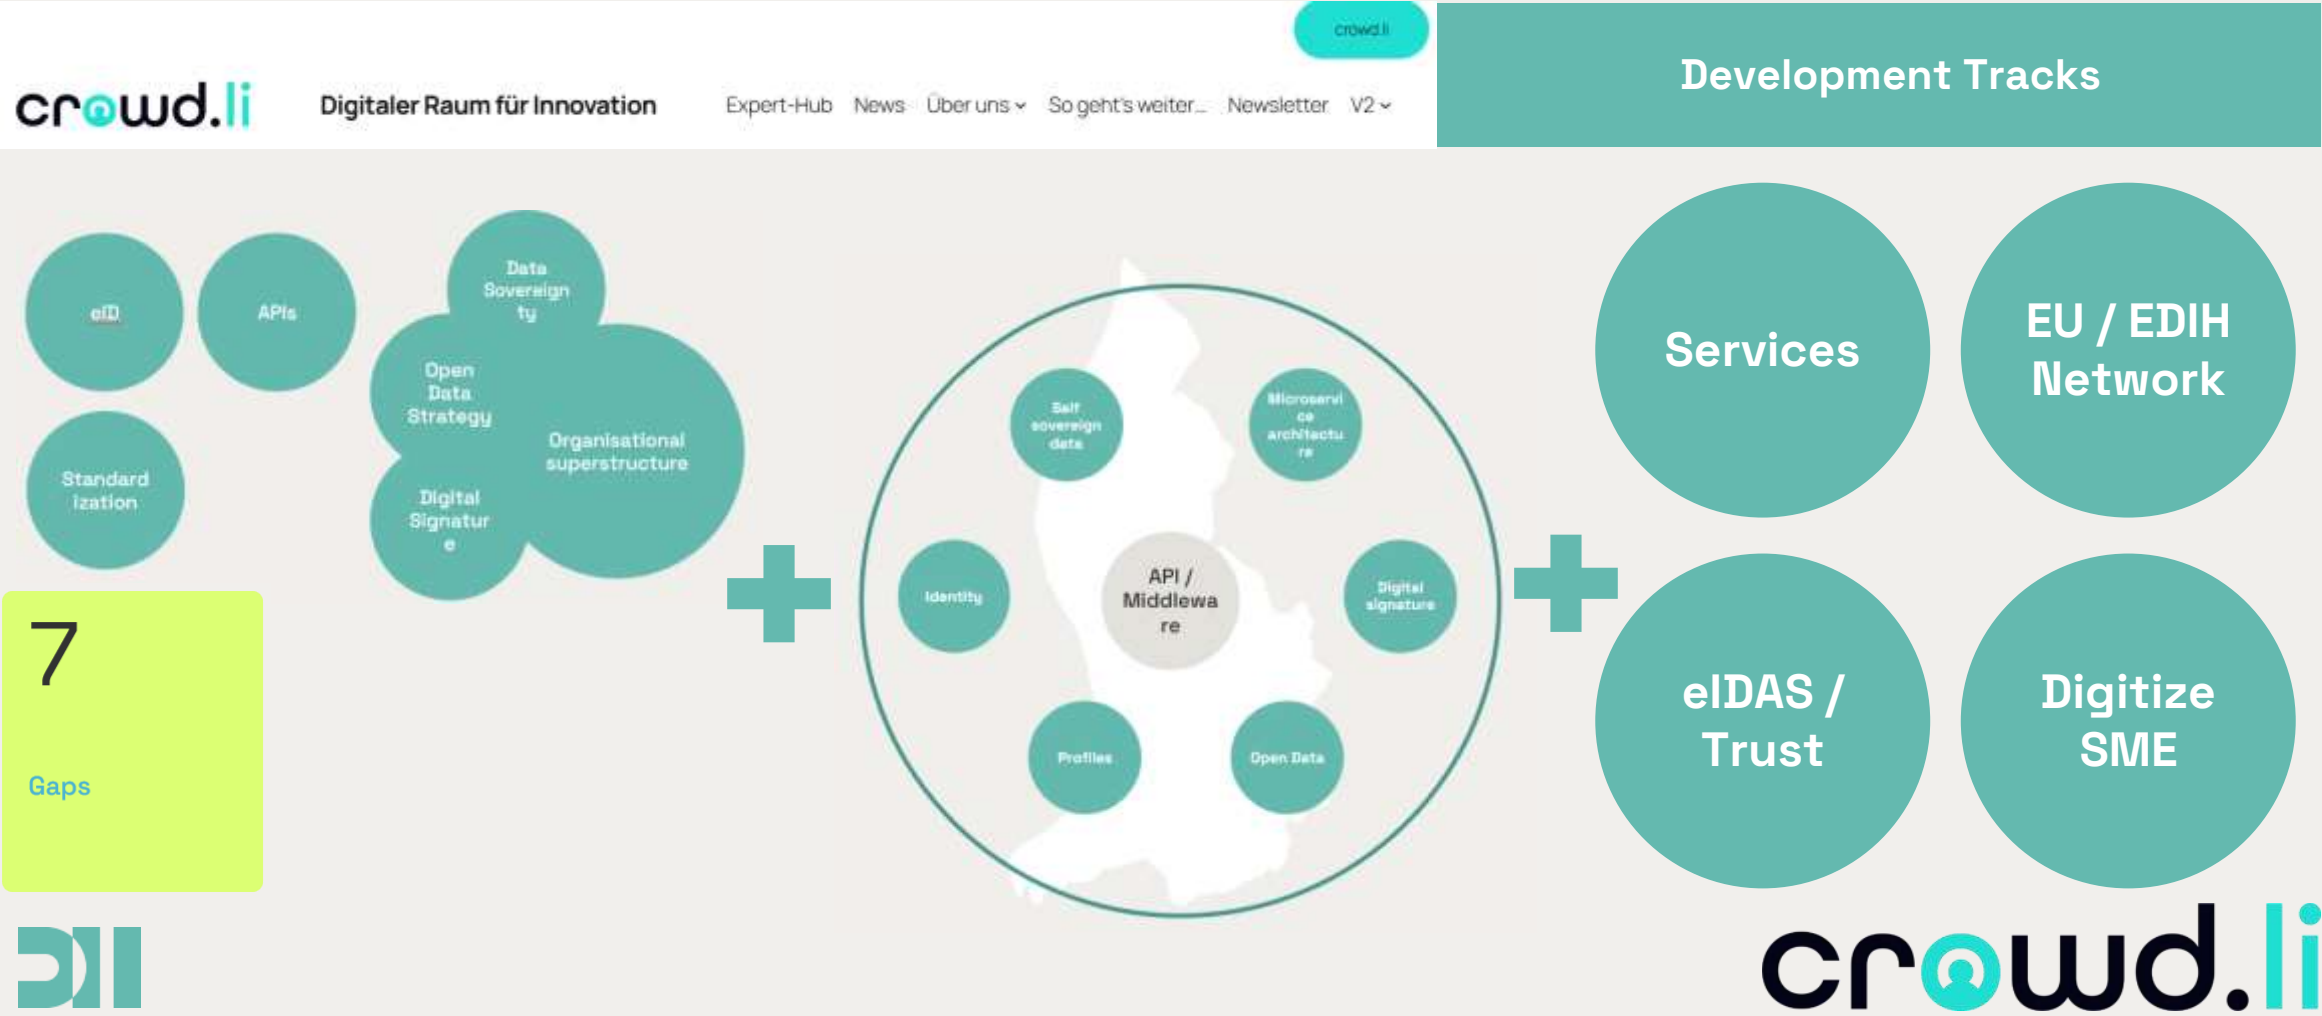 crowd.li
crowd.li
Digitaler Raum für Innovation
Expert-Hub
News
Über uns
So geht's weiter...
Newsletter
V2
Development Tracks
eID
APIs
Standard
ization
Data
Sovereign
ty
Open
Data
Strategy
Digital
Signatur
e
Organisational
superstructure
7
Gaps
Self
sovereign
data
Microservi
ce
architectu
re
Identity
API /
Middlewa
re
Digital
signature
Profiles
Open Data
Services
EU / EDIH
Network
eIDAS /
Trust
Digitize
SME
crowd.li